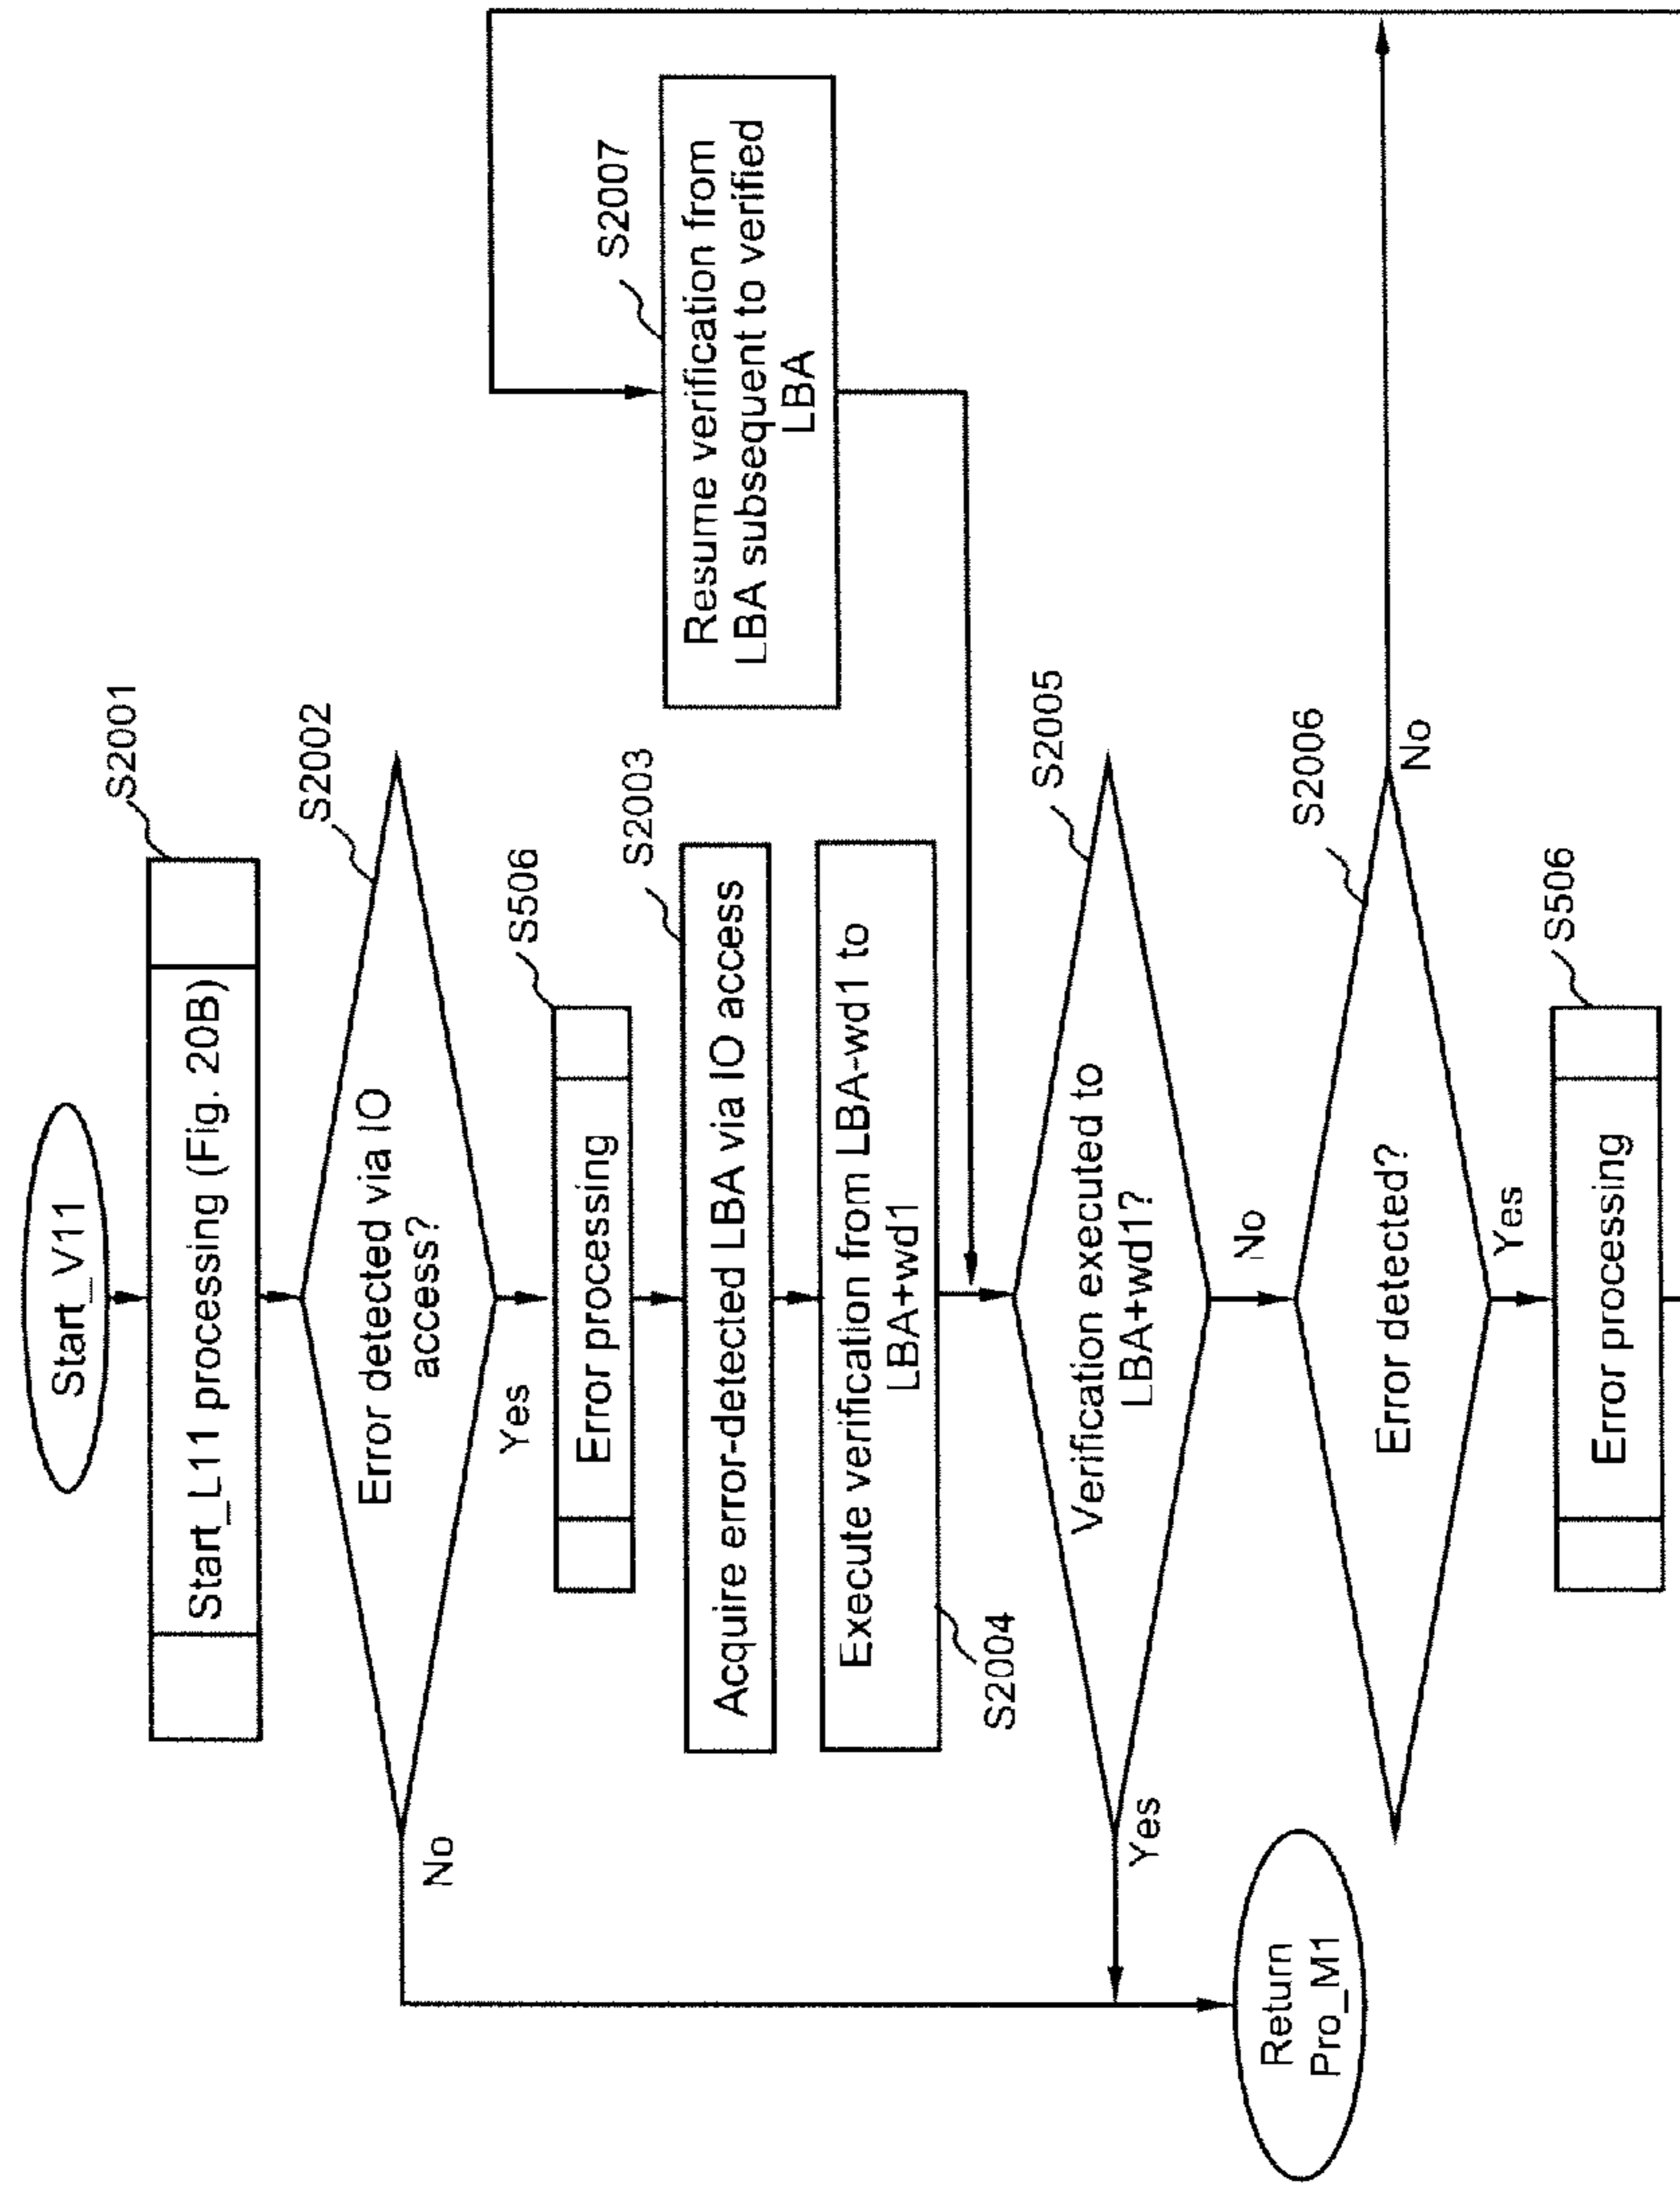 Start_V11
S2001
Start_L11 processing (Fig. 20B)
S2002
Error detected via IO
access?
No
Yes
S506
Error processing
S2003
Acquire error-detected LBA via IO access
Execute verification from LBA-wd1 to
LBA+wd1
S2004
S2007
Resume verification from
LBA subsequent to verified
LBA
S2005
Verification executed to
LBA+wd1?
Yes
No
Return
Pro_M1
S2006
Error detected?
No
Yes
S506
Error processing